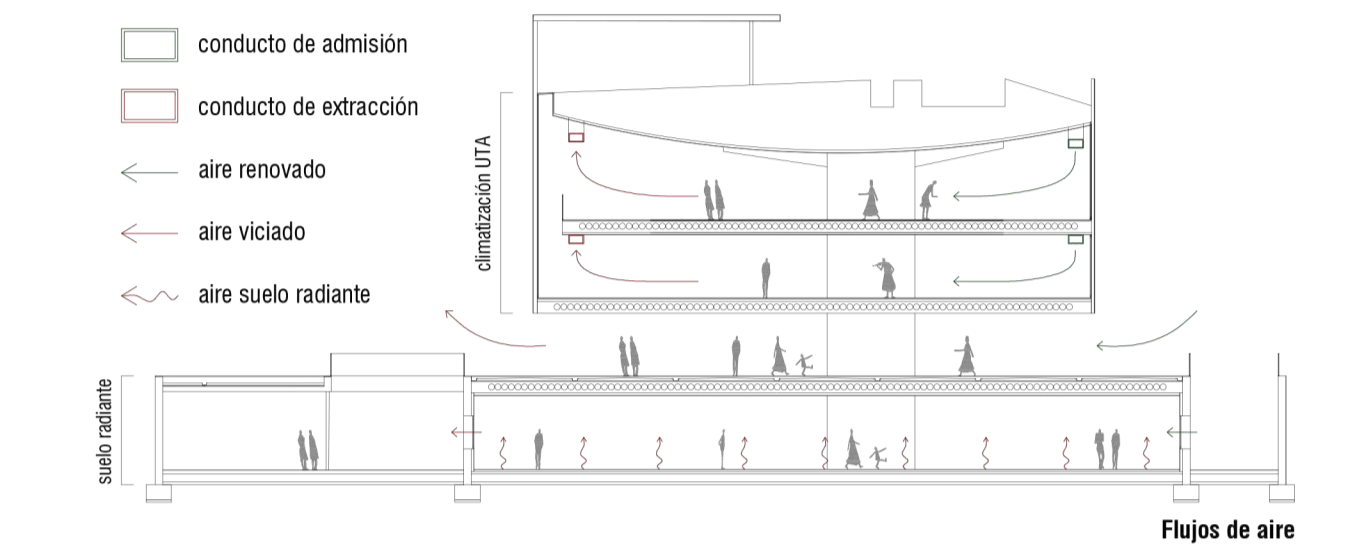 conducto de admisión
conducto de extracción
aire renovado
aire viciado
aire suelo radiante
climatización UTA
suelo radiante
Flujos de aire